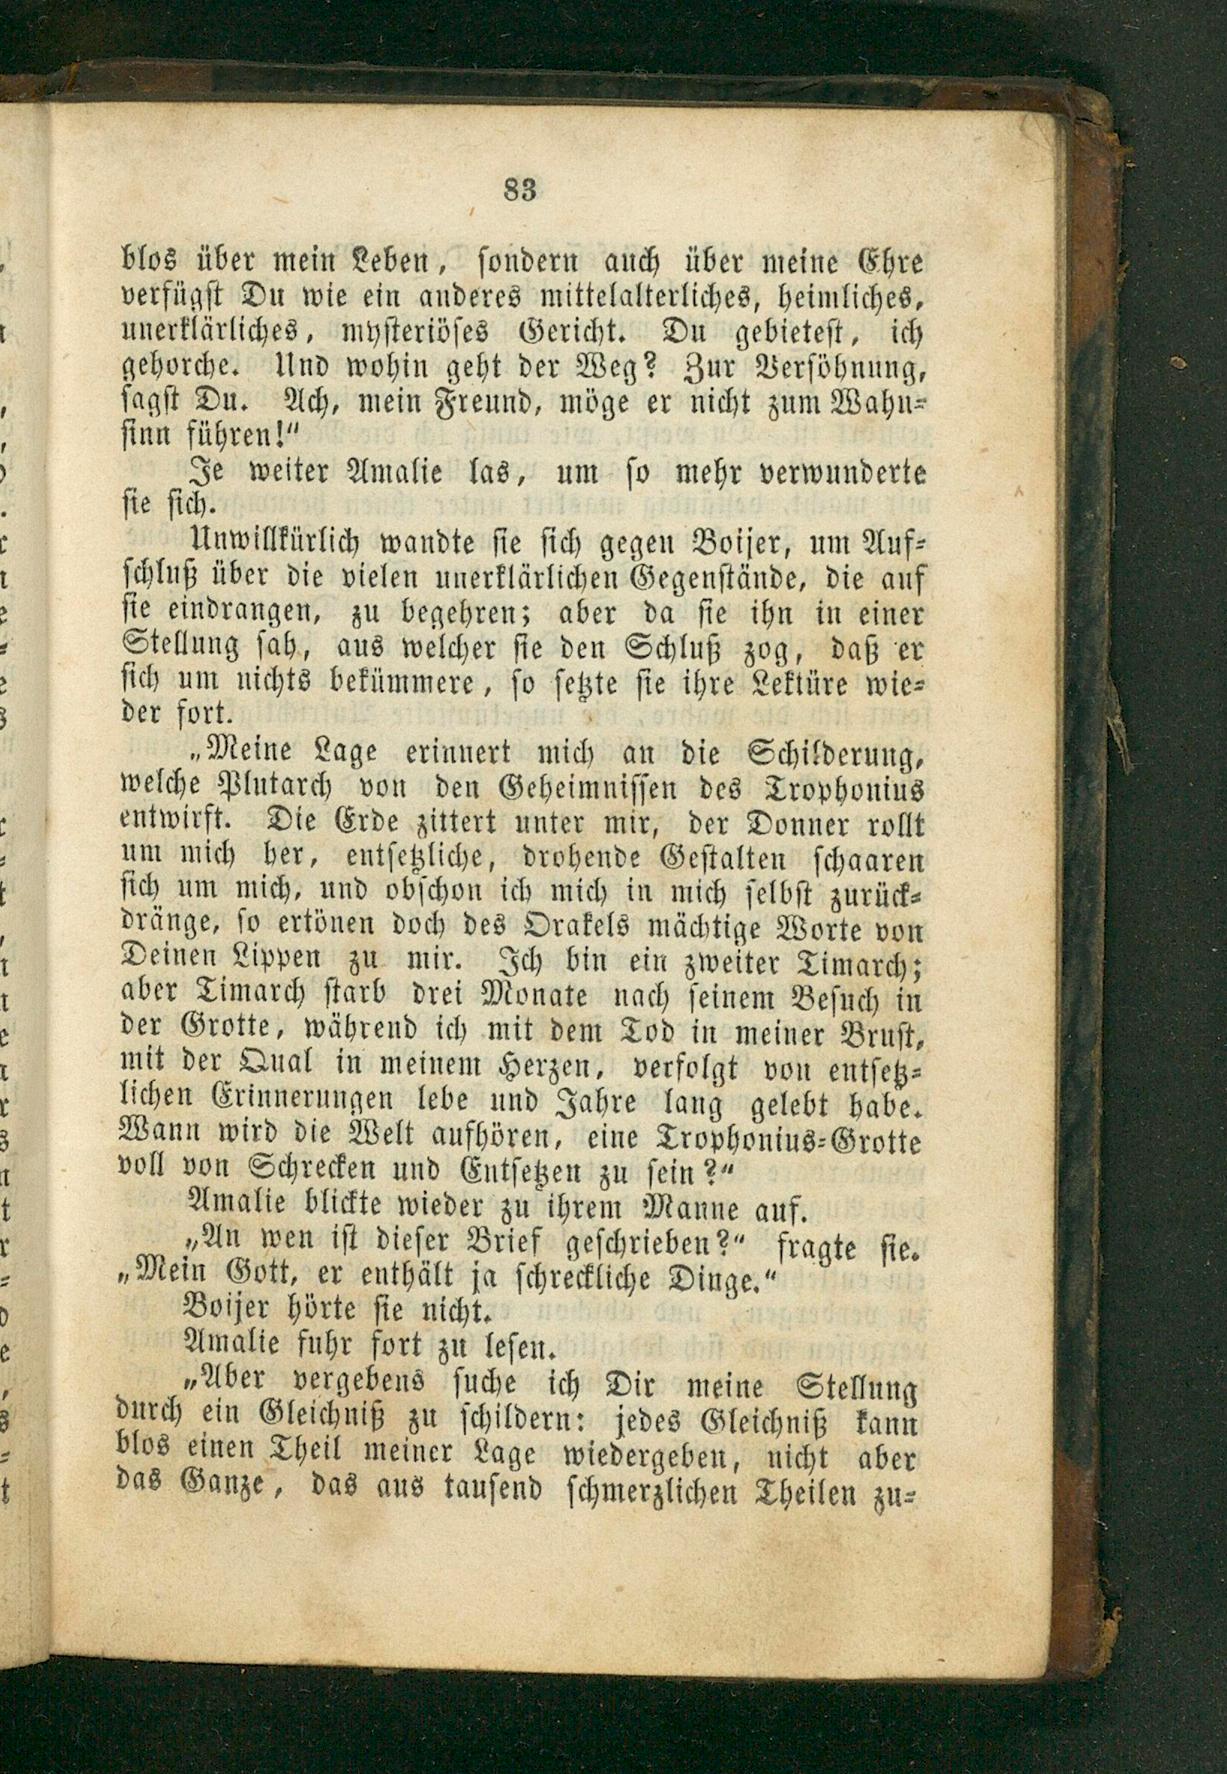 83
blos über mein Leben, sondern auch über meine Ehre
verfügst Du wie ein anderes mittelalterliches, heimliches,
unerklärliches, mysteriöses Gericht. Du gebietest, ich
gehorche. Und wohin geht der Weg? Zur Versöhnung,
sagst Du. Ach, mein Freund, möge er nicht zum Wahn-
sinn führen!“
Je weiter Amalie las, um so mehr verwunderte
sie sich.
Unwillkürlich wandte sie sich gegen Boijer, um Auf-
schluß über die vielen unerklärlichen Gegenstände, die auf
sie eindrangen, zu begehren; aber da sie ihn in einer
Stellung sah, aus welcher sie den Schluß zog, daß er
sich um nichts bekümmere, so setzte sie ihre Lektüre wie-
der fort.
„Meine Lage erinnert mich an die Schilderung,
welche Plutarch von den Geheimnissen des Trophonius
entwirft. Die Erde zittert unter mir, der Donner rollt
um mich her, entsetzliche, drohende Gestalten schaaren
sich um mich, und obschon ich mich in mich selbst zurück-
dränge, so ertönen doch des Orakels mächtige Worte von
Deinen Lippen zu mir. Ich bin ein zweiter Timarch;
aber Timarch starb drei Monate nach seinem Besuch in
der Grotte, während ich mit dem Tod in meiner Brust,
mit der Qual in meinem Herzen, verfolgt von entsetz-
lichen Erinnerungen lebe und Jahre lang gelebt habe.
Wann wird die Welt aufhören, eine Trophonius-Grotte
voll von Schrecken und Entsetzen zu sein?“
Amalie blickte wieder zu ihrem Manne auf.
„An wen ist dieser Brief geschrieben?“ fragte sie.
„Mein Gott, er enthält ja schreckliche Dinge.“
Boijer hörte sie nicht.
Amalie fuhr fort zu lesen.
„Aber vergebens suche ich Dir meine Stellung
durch ein Gleichniß zu schildern: jedes Gleichniß kann
blos einen Theil meiner Lage wiedergeben, nicht aber
das Ganze, das aus tausend schmerzlichen Theilen zu-